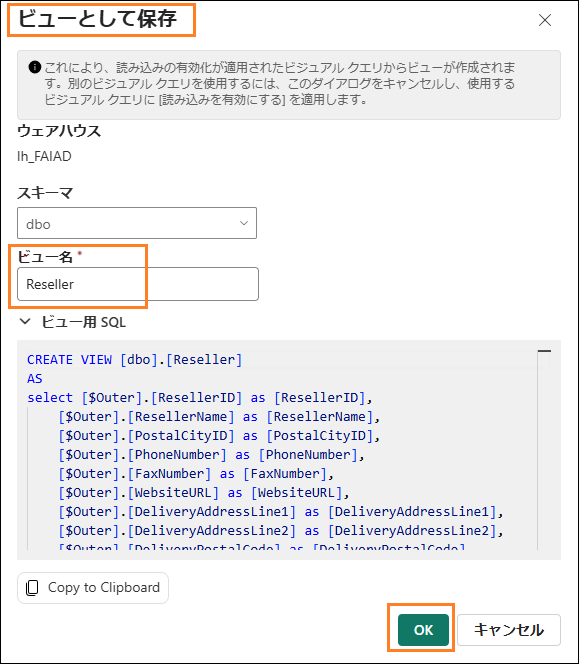 ビューとして保存
これにより、読み込みの有効化が適用されたビジュアル クエリからビューが作成されま
す。別のビジュアル クエリを使用するには、このダイアログをキャンセルし、使用する
ビジュアル クエリに [読み込みを有効にする] を適用します。
ウェアハウス
lh_FAIAD
スキーマ
dbo
ビュー名 *
Reseller
ビュー用 SQL
CREATE VIEW [dbo].[Reseller]
AS
select [$Outer].[ResellerID] as [ResellerID],
[$Outer].[ResellerName] as [ResellerName],
[$Outer].[PostalCityID] as [PostalCityID],
[$Outer].[PhoneNumber] as [PhoneNumber],
[$Outer].[FaxNumber] as [FaxNumber],
[$Outer].[WebsiteURL] as [WebsiteURL],
[$Outer].[DeliveryAddressLine1] as [DeliveryAddressLine1],
[$Outer].[DeliveryAddressLine2] as [DeliveryAddressLine2],
[$Outer].[DeliveryPostalCode] as [DeliveryPostalCode]
Copy to Clipboard
OK
キャンセル